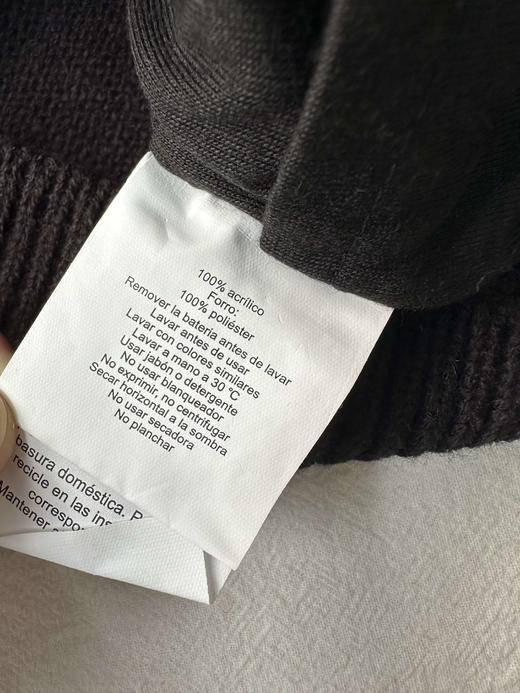 100% acrílico
Forro:
100% poliéster
Remover la batería antes de lavar
Lavar antes de usar
Lavar con colores similares
Lavar a mano a 30 °C
Usar jabón o detergente
No usar blanqueador
No exprimir, no centrifugar
Secar horizontal a la sombra
No usar secadora
No planchar
basura doméstica. P
recicle en las ins
correspo
Mantener